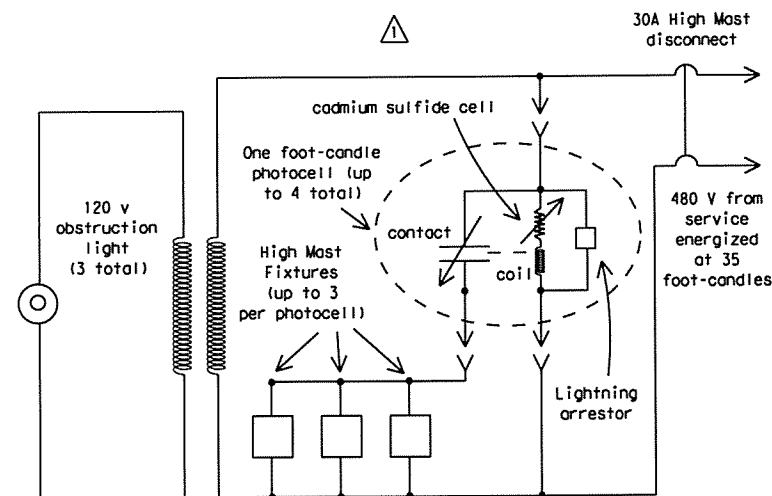 1
30A High Mast
disconnect
cadmium sulfide cell
One foot-candle
photocell (up
to 4 total)
120 v
obstruction
light
(3 total)
contact
High Mast
Fixtures
(up to 3
per photocell)
coil
480 V from
service
energized
at 35
foot-candles
Lightning
arrestor